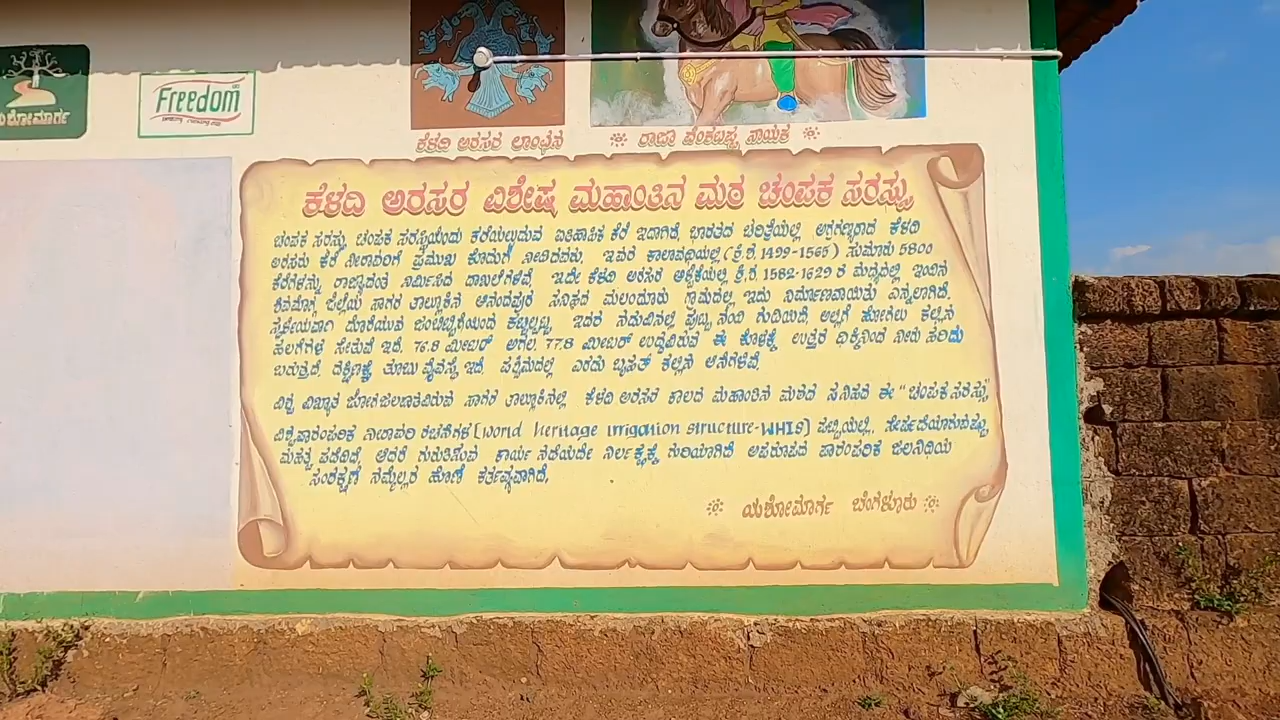 ಯಶೋಮಾರ್ಗ
Freedom
ಕೆಳದಿ ಅರಸರ ಲಾಂಛನ
ರಾಜಾ ವೆಂಕಟಪ್ಪ ನಾಯಕ
ಕೆಳದಿ ಅರಸರ ವಿಶೇಷ ಮಹಾಂತಿನ ಮಠ ಚಂಪಕ ಸರಸ್ಸು
ಚಂಪಕ ಸರಸ್ಸು, ಚಂಪಕ ಸರಸ್ಸುಯೆಂದು ಕರೆಯಲ್ಪಡುವ ಐತಿಹಾಸಿಕ ಕೆರೆ ಇದಾಗಿದೆ. ಭಾರತದ ಚರಿತ್ರೆಯಲ್ಲಿ ಅಗ್ರಗಣ್ಯರಾದ ಕೆಳದಿ
ಅರಸರು ಕೆರೆ ನೀರಾವರಿಗೆ ಪ್ರಮುಖ ಕೊಡುಗೆ ನೀಡಿದವರು. ಇವರ ಕಾಲಾವಧಿಯಲ್ಲಿ (ಕ್ರಿ.ಶ. 1499-1565) ಸುಮಾರು 5800
ಕೆರೆಗಳನ್ನು ರಾಜ್ಯಾದಂತ ನಿರ್ಮಿಸಿದ ದಾಖಲೆಗಳಿವೆ. ಇದೇ ಕೆಳದಿ ಅರಸರ ಆಳ್ವಿಕೆಯಲ್ಲಿ ಕ್ರಿ.ಶ. 1582-1629 ರ ಮಧ್ಯದಲ್ಲಿ ಇಂದಿನ
ಶಿವಮೊಗ್ಗ ಜಿಲ್ಲೆಯ ಸಾಗರ ತಾಲ್ಲೂಕಿನ ಆನಂದಪುರ ಸನಿಹದ ಮಲಂದೂರು ಗ್ರಾಮದಲ್ಲಿ ಇದು ನಿರ್ಮಾಣವಾಯಿತು ಎನ್ನಲಾಗಿದೆ.
ಸ್ಥಳೀಯವಾಗಿ ದೊರೆಯುವ ಜಂಬಿಟ್ಟಿಗೆಯಿಂದ ಕಟ್ಟಲ್ಪಟ್ಟ, ಇದರ ನಡುವಿನಲ್ಲಿ ಪುಟ್ಟ ನಂದಿ ಗುಡಿಯಿದೆ. ಅಲ್ಲಿಗೆ ಹೋಗಲು ಕಲ್ಲಿನ
ಹಲಗೆಗಳ ಸೇತುವೆ ಇದೆ. 76.8 ಮೀಟರ್ ಅಗಲ, 77.8 ಮೀಟರ್ ಉದ್ದವಿರುವ ಈ ಕೊಳಕ್ಕೆ ಉತ್ತರ ಧಿಕ್ಕಿನಿಂದ ನೀರು ಹರಿದು
ಬರುತ್ತದೆ. ದಕ್ಷಿಣಕ್ಕೆ ತೂಬು ವ್ಯವಸ್ಥೆ ಇದೆ. ಪಶ್ಚಿಮದಲ್ಲಿ ಎರಡು ಬೃಹತ್ ಕಲ್ಲಿನ ಆನೆಗಳಿವೆ.
ವಿಶ್ವ ವಿಖ್ಯಾತ ಜೋಗಜಲಪಾತವಿರುವ ಸಾಗರ ತಾಲ್ಲೂಕಿನಲ್ಲಿ ಕೆಳದಿ ಅರಸರ ಕಾಲದ ಮಹಾಂತಿನ ಮಠದ ಸನಿಹದ ಈ "ಚಂಪಕ ಸರಸ್ಸು"
ವಿಶ್ವಪಾರಂಪರಿಕ ನೀರಾವರಿ ರಚನೆಗಳ [world heritage irrigation structure-WHIS] ಪಟ್ಟಿಯಲ್ಲಿ, ಸೇರ್ಪಡೆಯಾಗುವಷ್ಟು
ಮಹತ್ವ ಪಡೆದಿದೆ, ಆದರೆ ಗುರುತಿಸುವ ಕಾರ್ಯ ನಡೆಯದೇ ನಿರ್ಲಕ್ಷ್ಯಕ್ಕೆ ಗುರಿಯಾಗಿದೆ ಅಪರೂಪದ ಪಾರಂಪರಿಕ ಜಲನಿಧಿಯ
ಸಂರಕ್ಷಣೆ ನಮ್ಮೆಲ್ಲರ ಹೊಣೆ ಕರ್ತವ್ಯವಾಗಿದೆ.
ಯಶೋಮಾರ್ಗ ಬೆಂಗಳೂರು